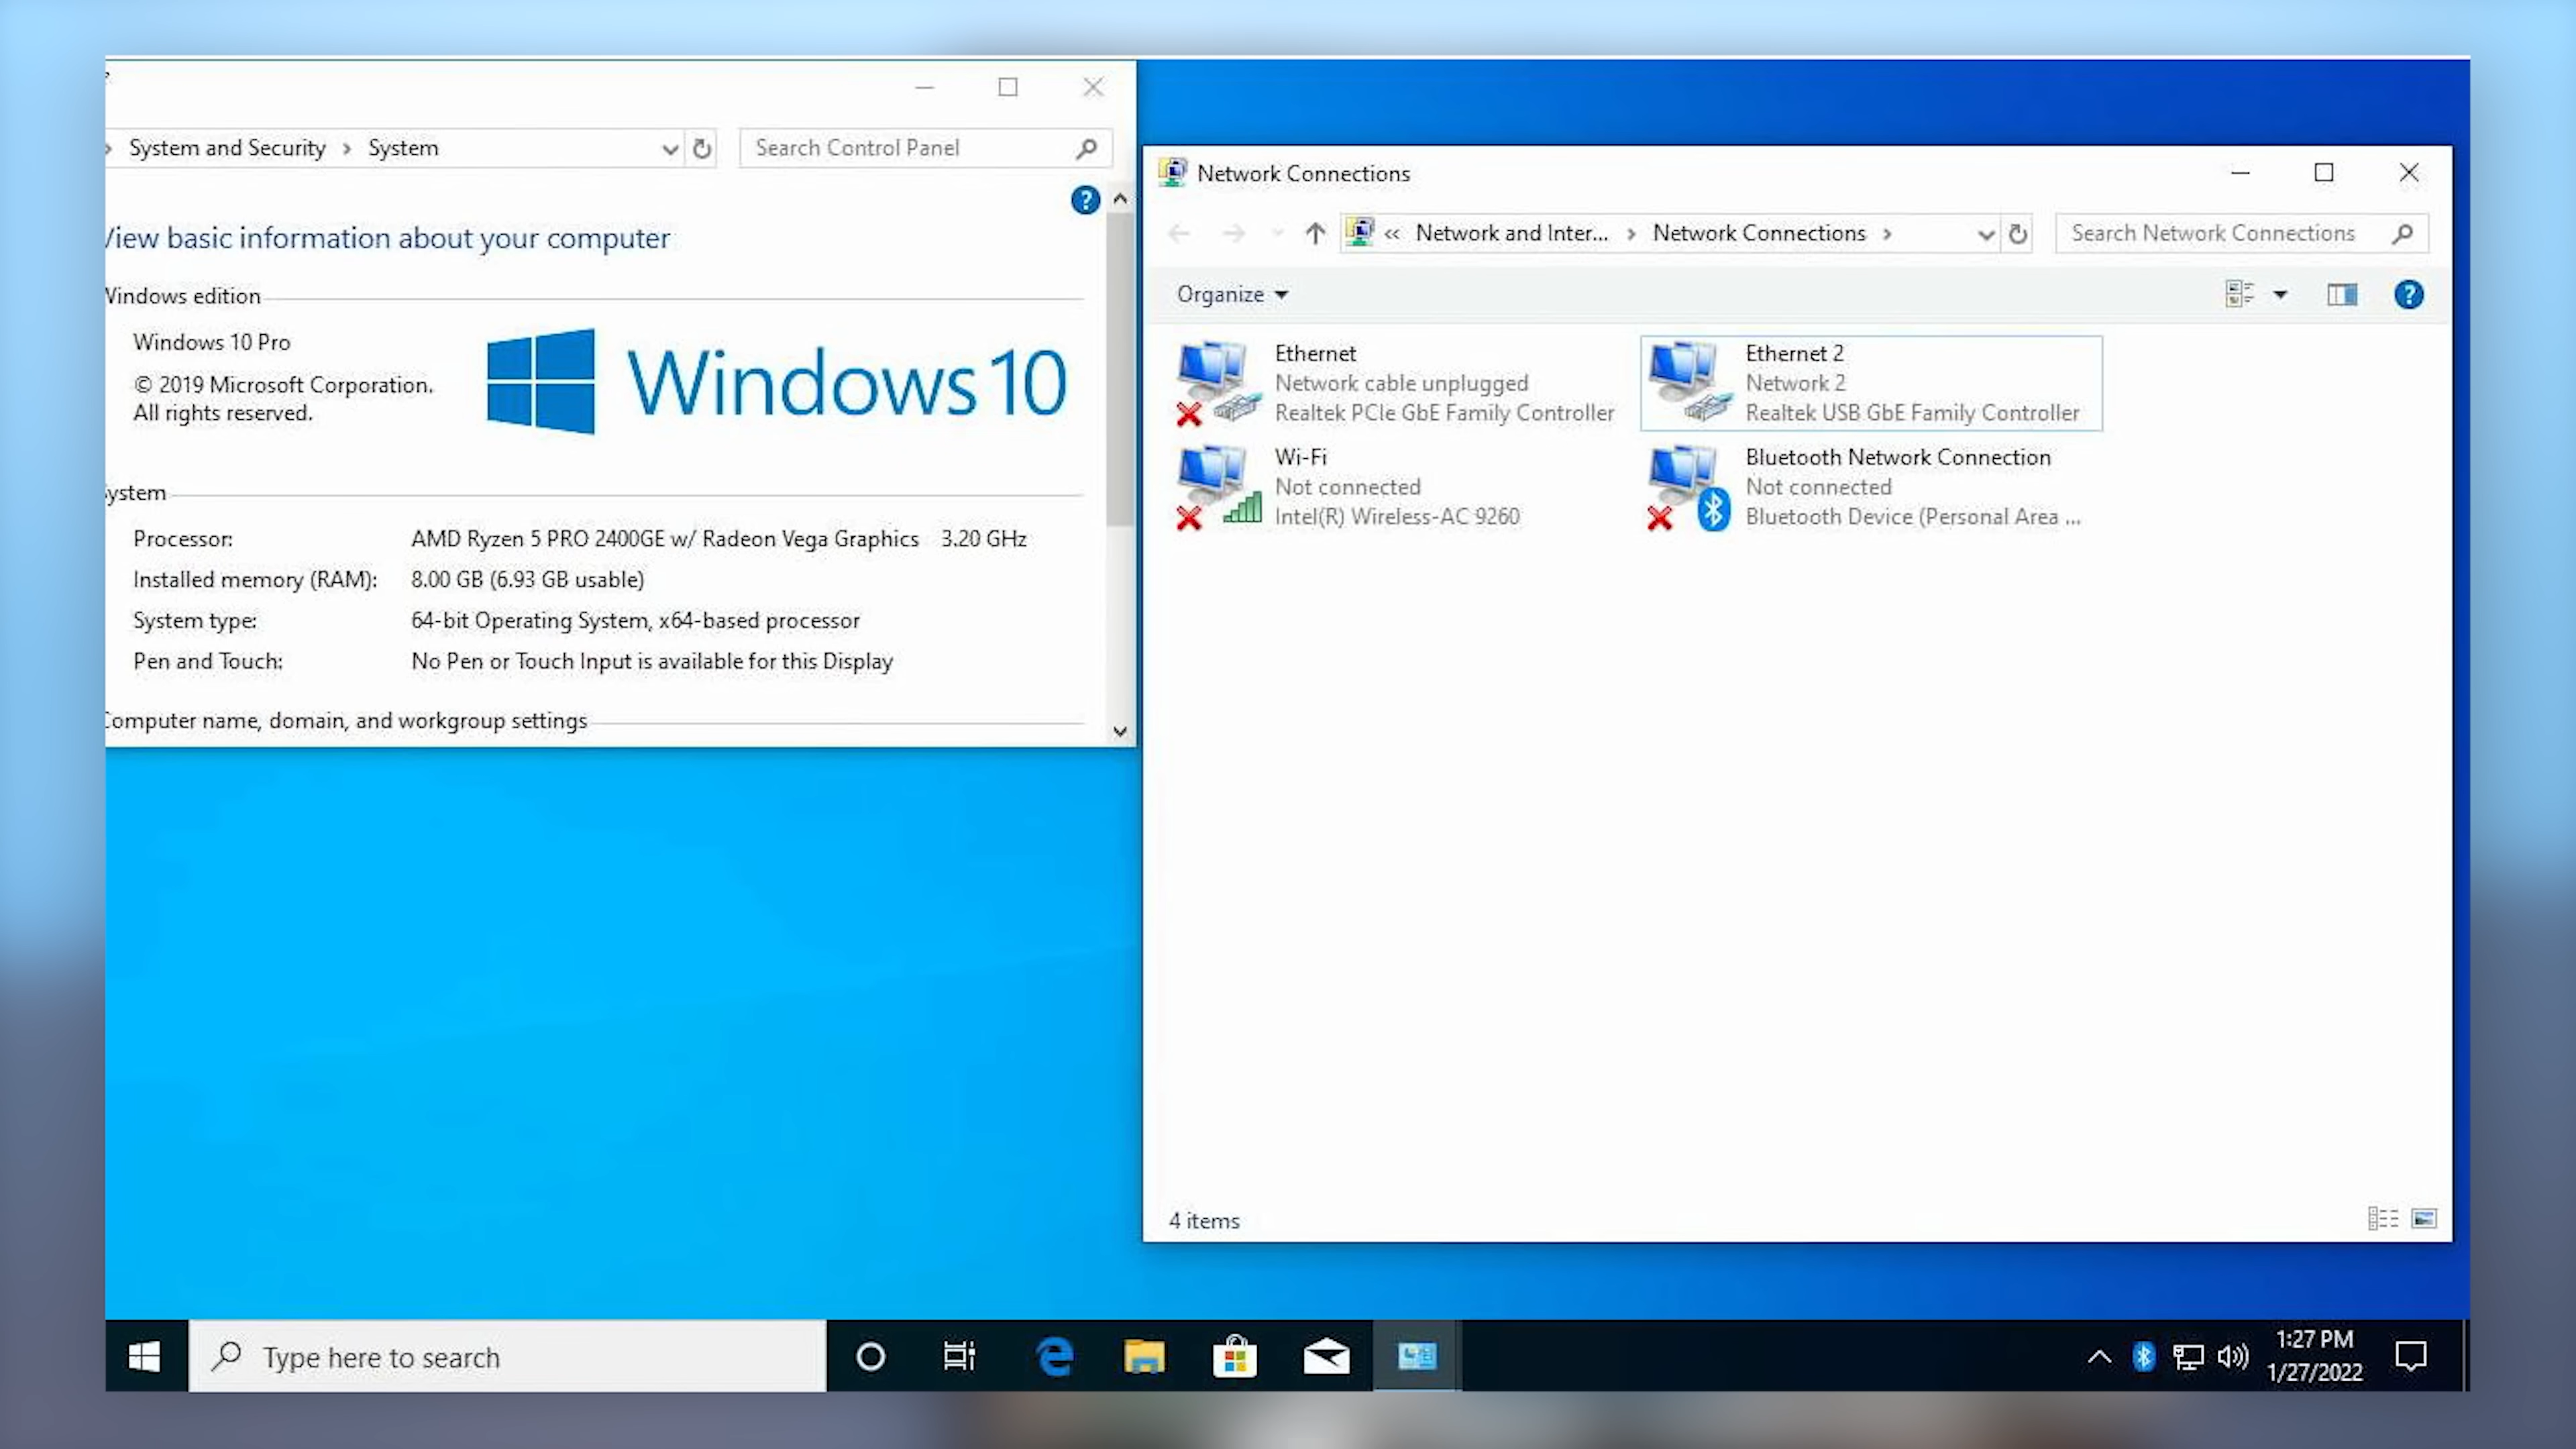 System and Security › System
Search Control Panel
View basic information about your computer
Windows edition
Windows 10 Pro
© 2019 Microsoft Corporation.
All rights reserved.
Windows 10
System
Processor: AMD Ryzen 5 PRO 2400GE w/ Radeon Vega Graphics 3.20 GHz
Installed memory (RAM): 8.00 GB (6.93 GB usable)
System type: 64-bit Operating System, x64-based processor
Pen and Touch: No Pen or Touch Input is available for this Display
Computer name, domain, and workgroup settings
Network Connections
« Network and Inter... › Network Connections ›
Search Network Connections
Organize
Ethernet
Network cable unplugged
Realtek PCIe GbE Family Controller
Ethernet 2
Network 2
Realtek USB GbE Family Controller
Wi-Fi
Not connected
Intel(R) Wireless-AC 9260
Bluetooth Network Connection
Not connected
Bluetooth Device (Personal Area ...
4 items
Type here to search
1:27 PM
1/27/2022